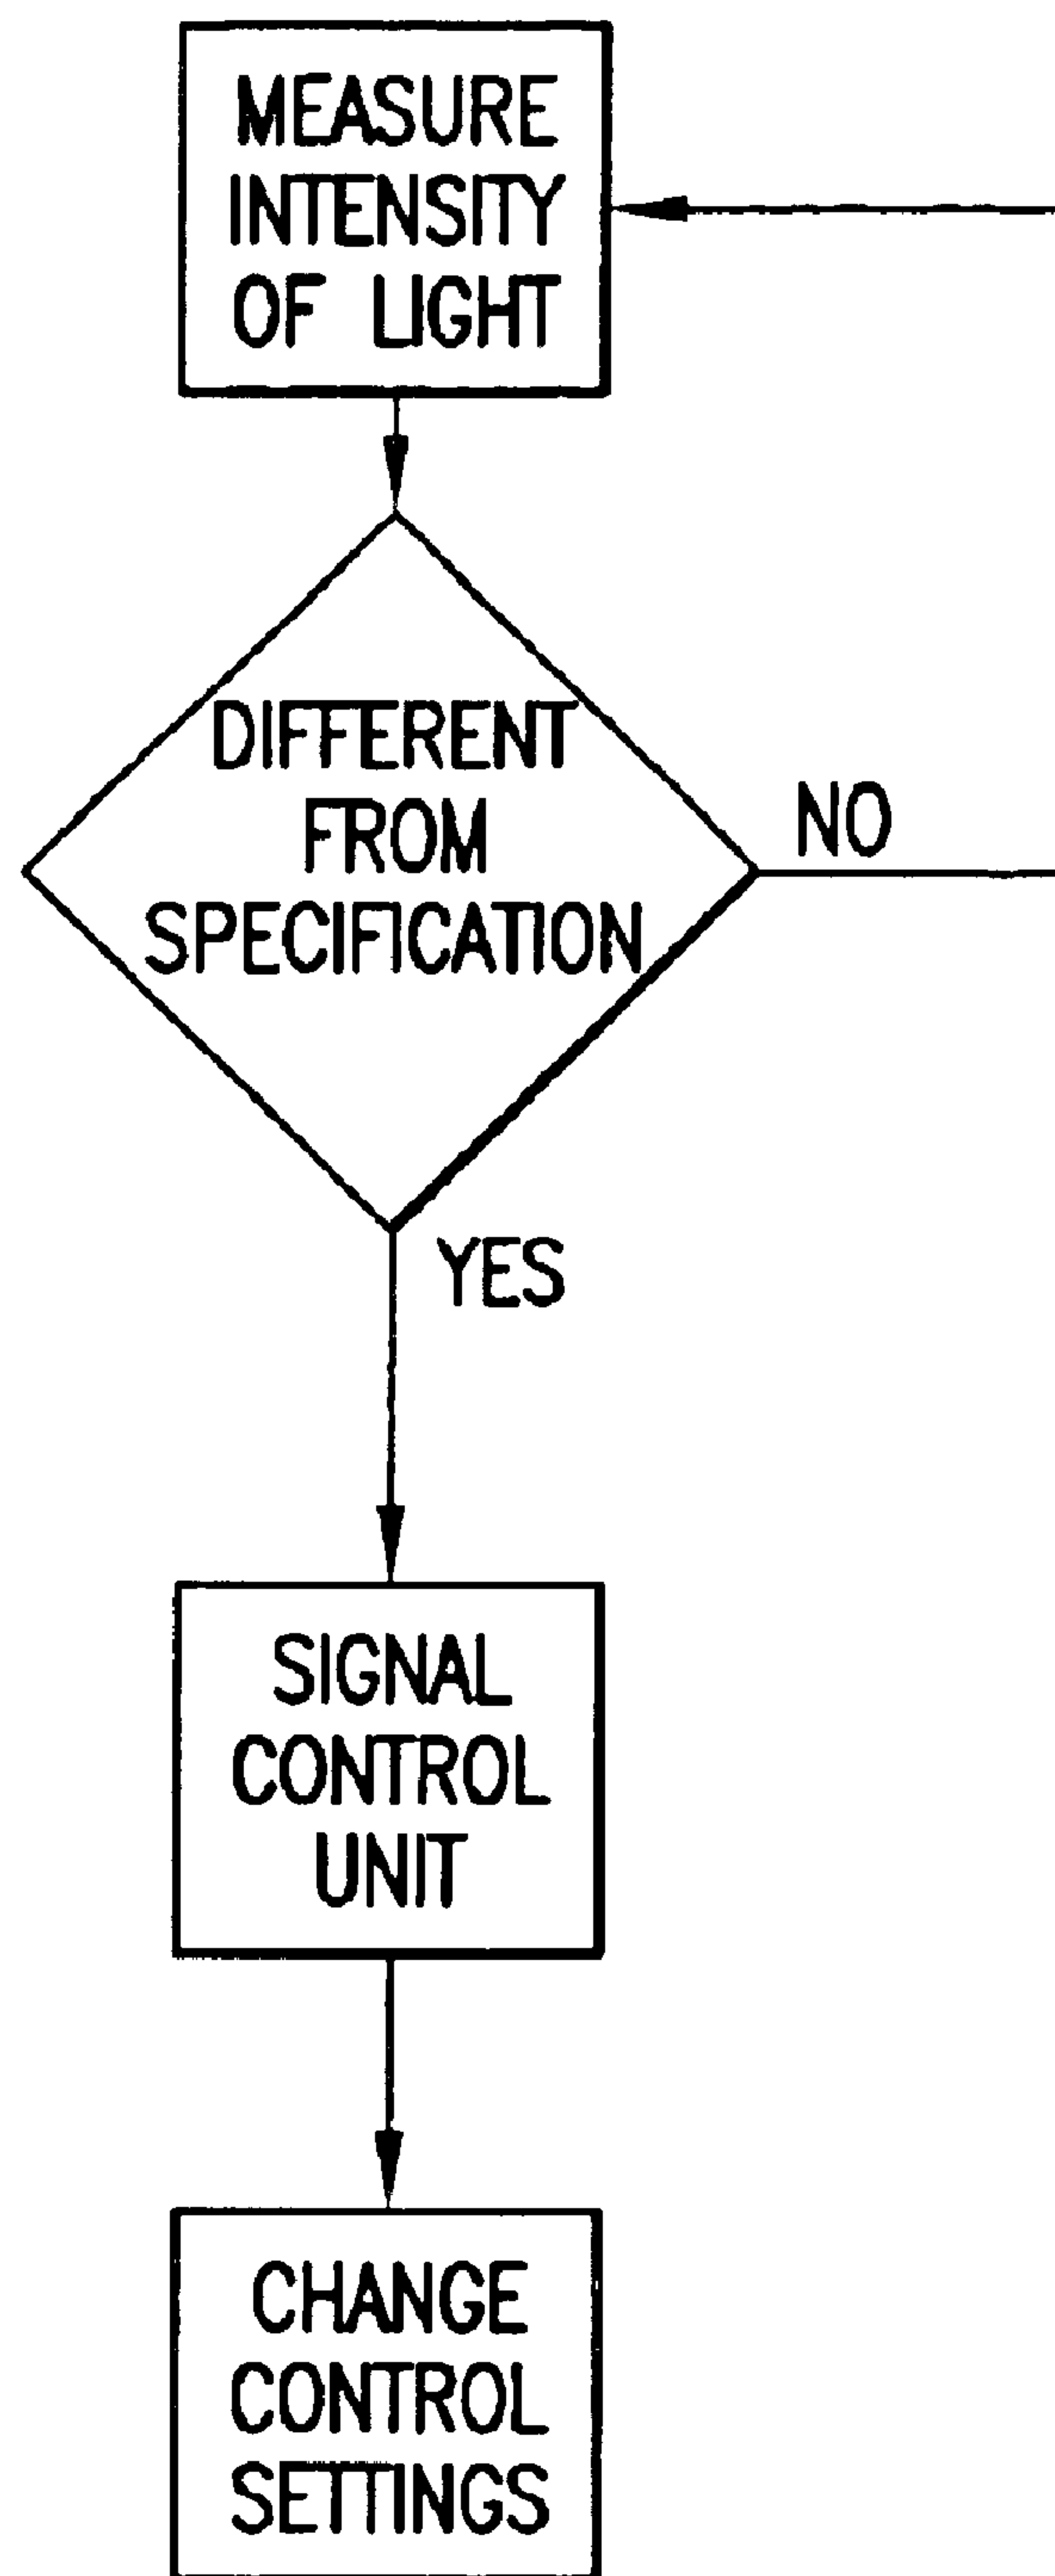 MEASURE
INTENSITY
OF LIGHT
DIFFERENT
FROM
SPECIFICATION
NO
YES
SIGNAL
CONTROL
UNIT
CHANGE
CONTROL
SETTINGS